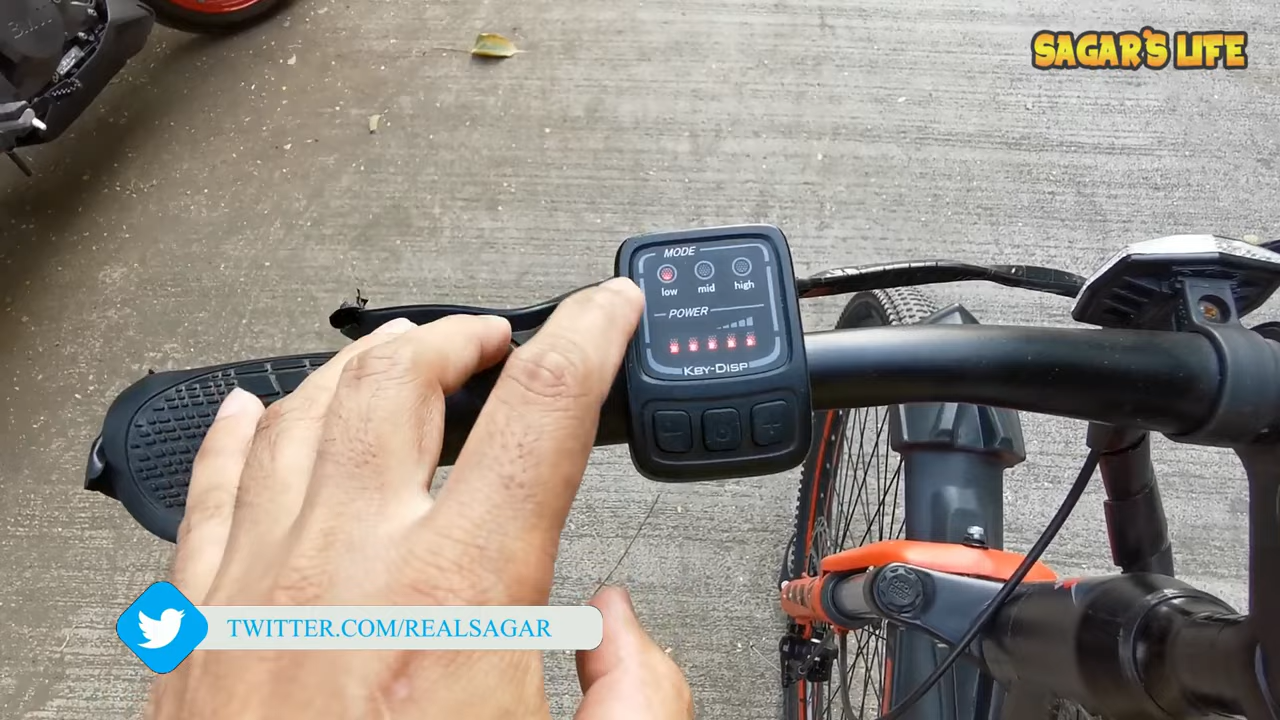 SAGAR'S LIFE
MODE
low mid high
POWER
KEY-DISP
TWITTER.COM/REALSAGAR